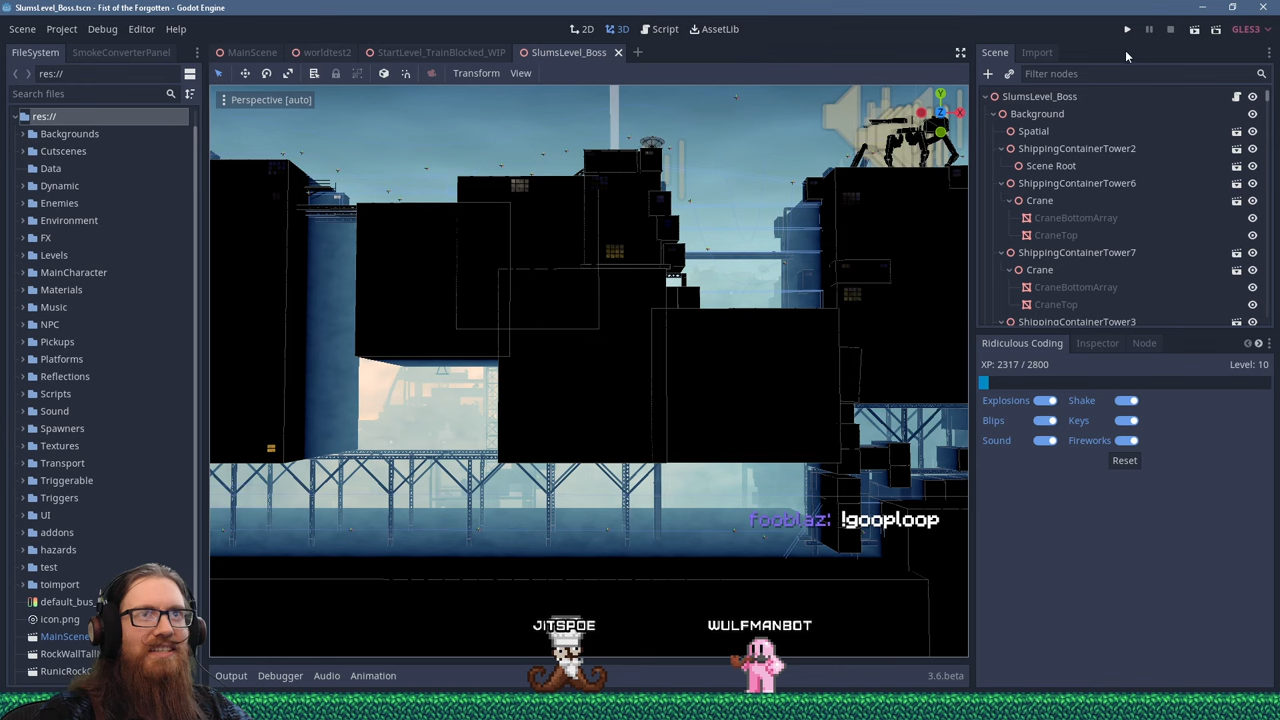 SlumsLevel_Boss.tscn - Fist of the Forgotten - Godot Engine
Scene Project Debug Editor Help
2D 3D Script AssetLib
GLES3
FileSystem SmokeConverterPanel
MainScene worldtest2 StartLevel_TrainBlocked_WIP SlumsLevel_Boss
Scene Import
res://
Transform View
Filter nodes
Search files
Perspective [auto]
res://
Backgrounds
Cutscenes
Data
Dynamic
Enemies
Environment
FX
Levels
MainCharacter
Materials
Music
NPC
Pickups
Platforms
Reflections
Scripts
Sound
Spawners
Textures
Transport
Triggerable
Triggers
UI
addons
hazards
test
toimport
default_bus_
icon.png
MainScene
RockWallTall
RunicRock
Y
Z
X
SlumsLevel_Boss
Background
Spatial
ShippingContainerTower2
Scene Root
ShippingContainerTower6
Crane
CraneBottomArray
CraneTop
ShippingContainerTower7
Crane
CraneBottomArray
CraneTop
ShippingContainerTower3
Ridiculous Coding Inspector Node
XP: 2317 / 2800 Level: 10
Explosions Shake
Blips Keys
Sound Fireworks
Reset
fooblaz: !gooploop
JITSPOE WULFMANBOT
Output Debugger Audio Animation
3.6.beta